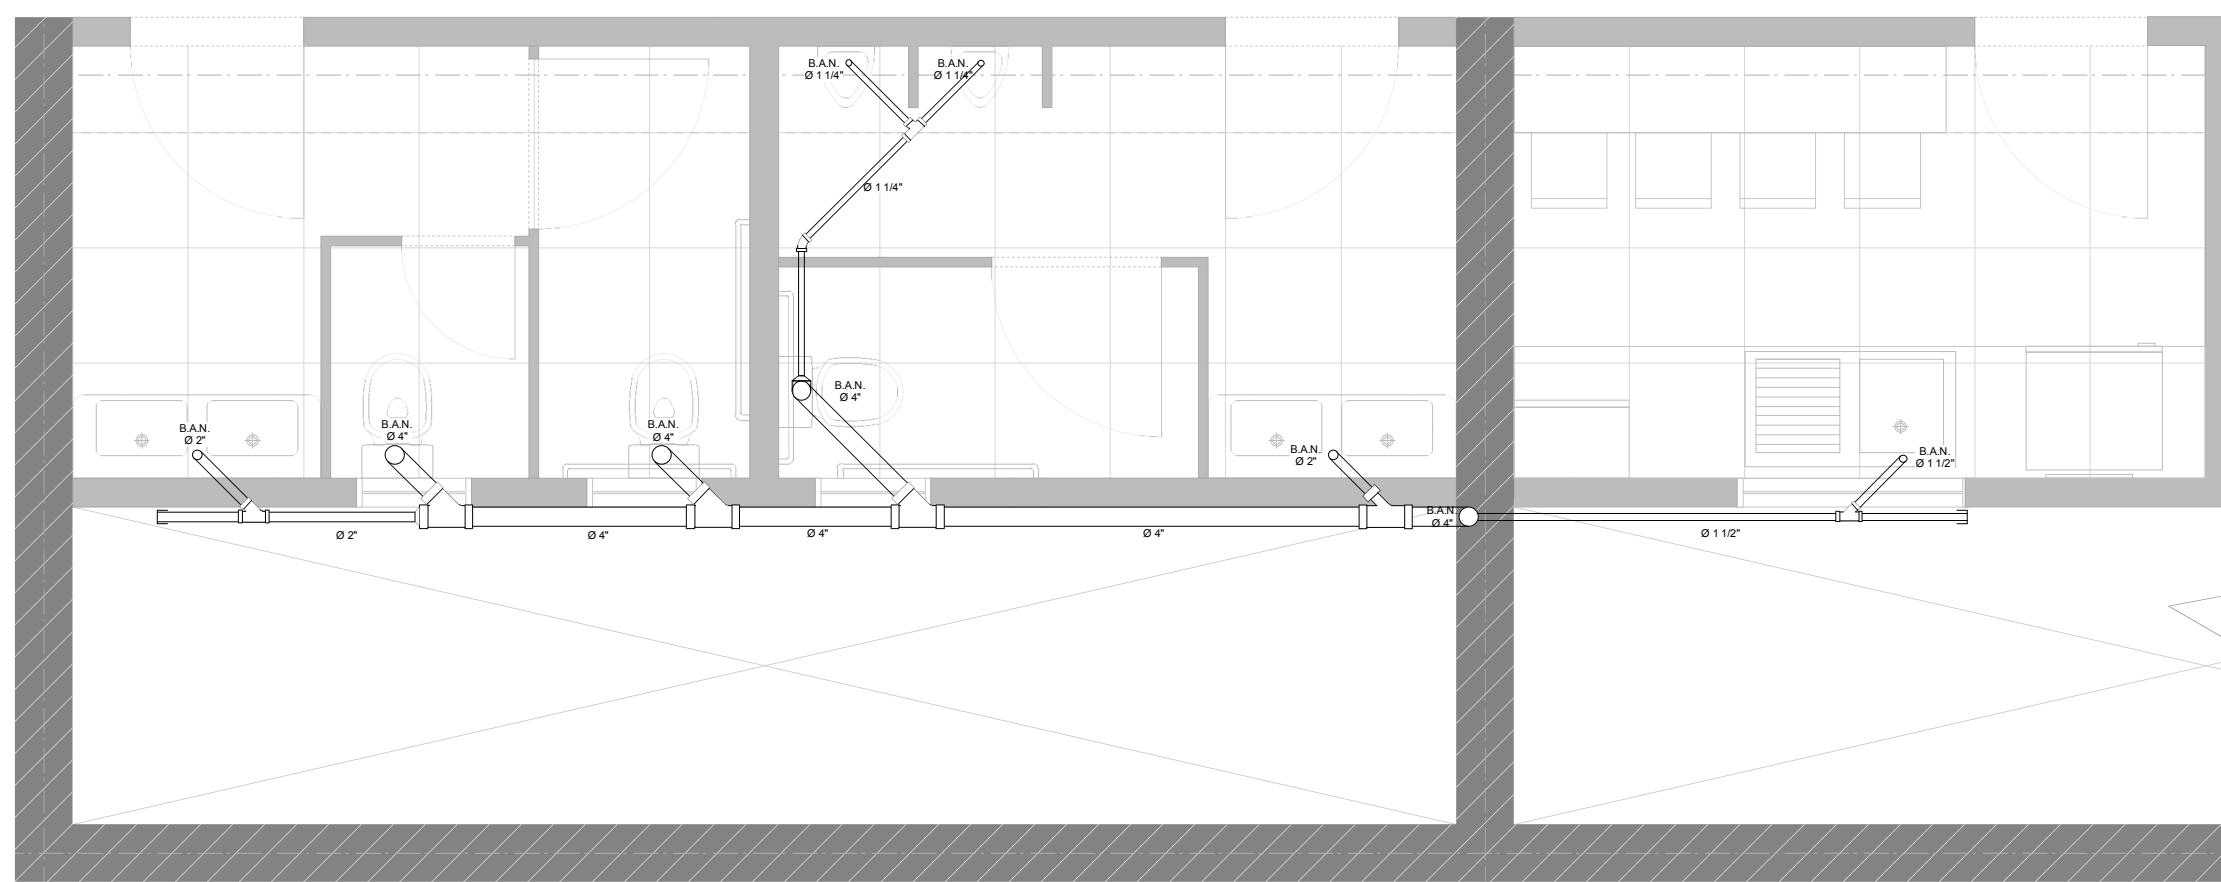 B.A.N.
Ø 1 1/4"
B.A.N.
Ø 1 1/4"
Ø 1 1/4"
B.A.N.
Ø 4"
B.A.N.
Ø 2"
B.A.N.
Ø 4"
B.A.N.
Ø 4"
B.A.N.
Ø 2"
B.A.N.
Ø 1 1/2"
B.A.N.
Ø 4"
Ø 2"
Ø 4"
Ø 4"
Ø 4"
Ø 1 1/2"